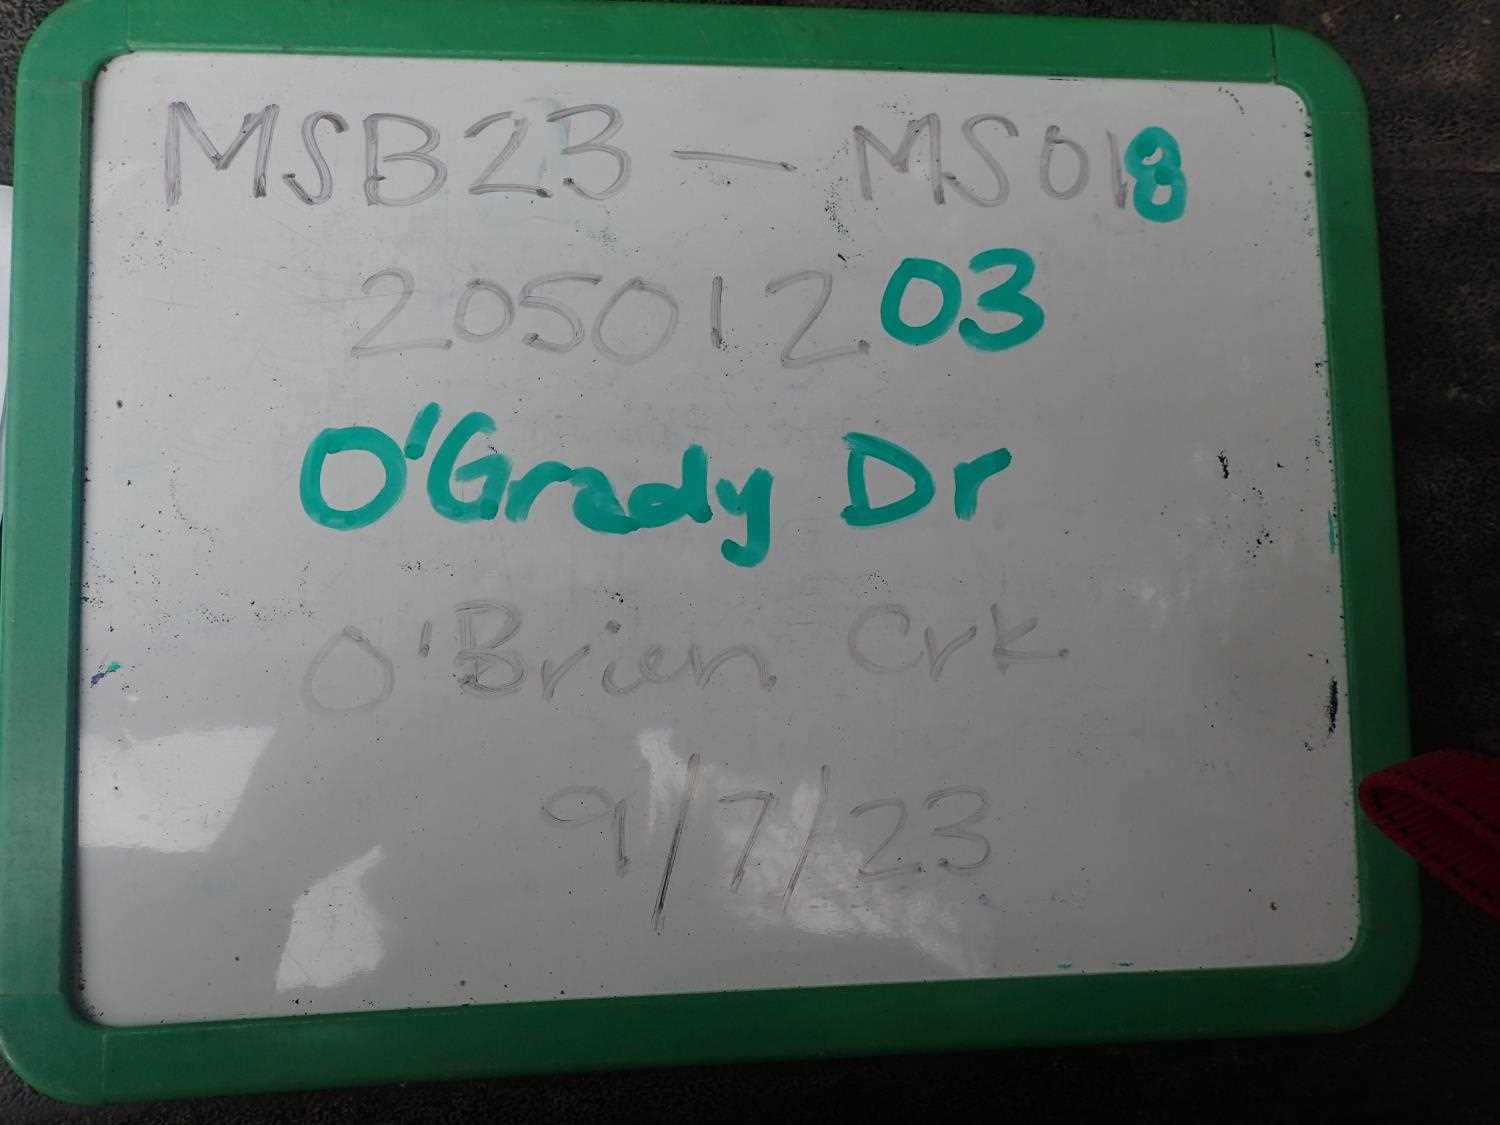 MSB23 - MS018
20501203
O'Grady Dr
O'Brien Crk
9/7/23